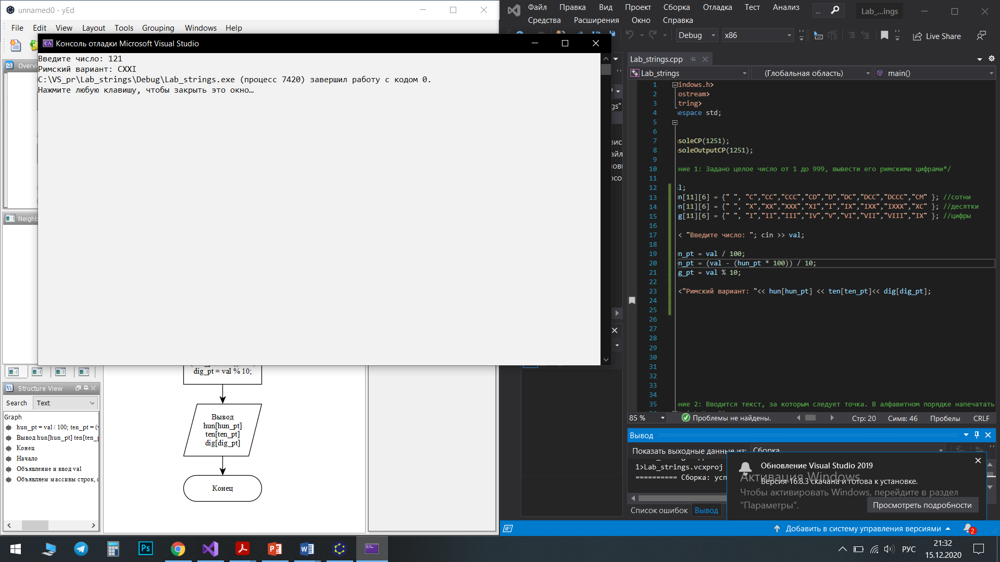 unnamed0 - yEd
File Edit View Layout Tools Grouping Windows Help
Консоль отладки Microsoft Visual Studio
Введите число: 121
Римский вариант: CXXI
C:\VS_pr\Lab_strings\Debug\Lab_strings.exe (процесс 7420) завершил работу с кодом 0.
Нажмите любую клавишу, чтобы закрыть это окно…
Overvi
Neighb
Structure View
Search Text
Graph
hun_pt = val / 100; ten_pt = (v
Вывод hun[hun_pt] ten[ten_p
Конец
Начало
Объявление и ввод val
Объявляем массивы строк, с
dig_pt = val % 10;
Вывод
hun[hun_pt]
ten[ten_pt]
dig[dig_pt]
Конец
Файл Правка Вид Проект Сборка Отладка Тест Анализ
Средства Расширения Окно Справка
... Lab_...ings
Debug x86 Live Share
Lab_strings.cpp
Lab_strings (Глобальная область) main()
gs"
вис
айл
нов
рсо
1 indows.h>
2 ostream>
3 tring>
4 espace std;
5
6
7 soleCP(1251);
8 soleOutputCP(1251);
9
10 ние 1: Задано целое число от 1 до 999, вывести его римскими цифрами*/
11
12 l;
13 n[11][6] = {" ", "C","CC","CCC","CD","D","DC","DCC","DCCC","CM" }; //сотни
14 n[11][6] = {" ", "X","XX","XXX","XI","I","IX","IXX","IXXX","XC" }; //десятки
15 g[11][6] = {" ", "I","II","III","IV","V","VI","VII","VIII","IX" }; //цифры
16
17 < "Введите число: "; cin >> val;
18
19 n_pt = val / 100;
20 n_pt = (val - (hun_pt * 100)) / 10;
21 g_pt = val % 10;
22
23 <"Римский вариант: "<< hun[hun_pt] << ten[ten_pt]<< dig[dig_pt];
24
25
26
27
28
29
30
31
32
33
34
35 ние 2: Вводится текст, за которым следует точка. В алфавитном порядке напечатать
85 % Проблемы не найдены. Стр: 20 Симв: 46 Пробелы CRLF
Вывод
Показать выходные данные из: Сборка
1>Lab_strings.vcxproj
========== Сборка: усп
Список ошибок Вывод
Обновление Visual Studio 2019
Версия 16.8.3 скачана и готова к установке.
Просмотреть подробности
Активация Windows
Чтобы активировать Windows, перейдите в раздел
"Параметры".
Добавить в систему управления версиями 2
РУС
21:32
15.12.2020